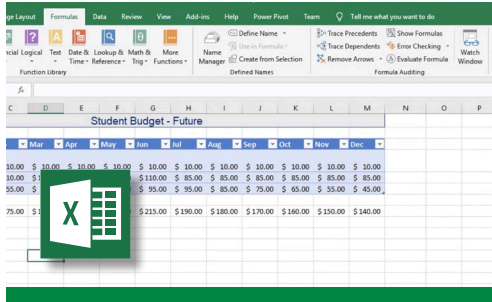 ge Layout Formulas Data Review View Add-ins Help Power Pivot Team Tell me what you want to do
ncial Logical Text Date & Time Lookup & Reference Math & Trig More Functions
Function Library
Name Manager
Define Name
Use in Formula
Create from Selection
Defined Names
Trace Precedents Show Formulas
Trace Dependents Error Checking
Remove Arrows Evaluate Formula
Formula Auditing
Watch Window
fx
C D E F G H I J K L M N O P
Student Budget - Future
Mar Apr May Jun Jul Aug Sep Oct Nov Dec
10.00 $ 10.00 $ 10.00 $ 10.00 $ 10.00 $ 10.00 $ 10.00 $ 10.00 $ 10.00 $ 10.00 $ 10.00
10.00 $110.00 $ 85.00 $ 85.00 $ 85.00 $ 85.00 $ 85.00 $ 85.00
55.00 $ 95.00 $ 95.00 $ 85.00 $ 75.00 $ 65.00 $ 55.00 $ 45.00
75.00 $ 215.00 $ 190.00 $ 180.00 $ 170.00 $ 160.00 $ 150.00 $ 140.00
X